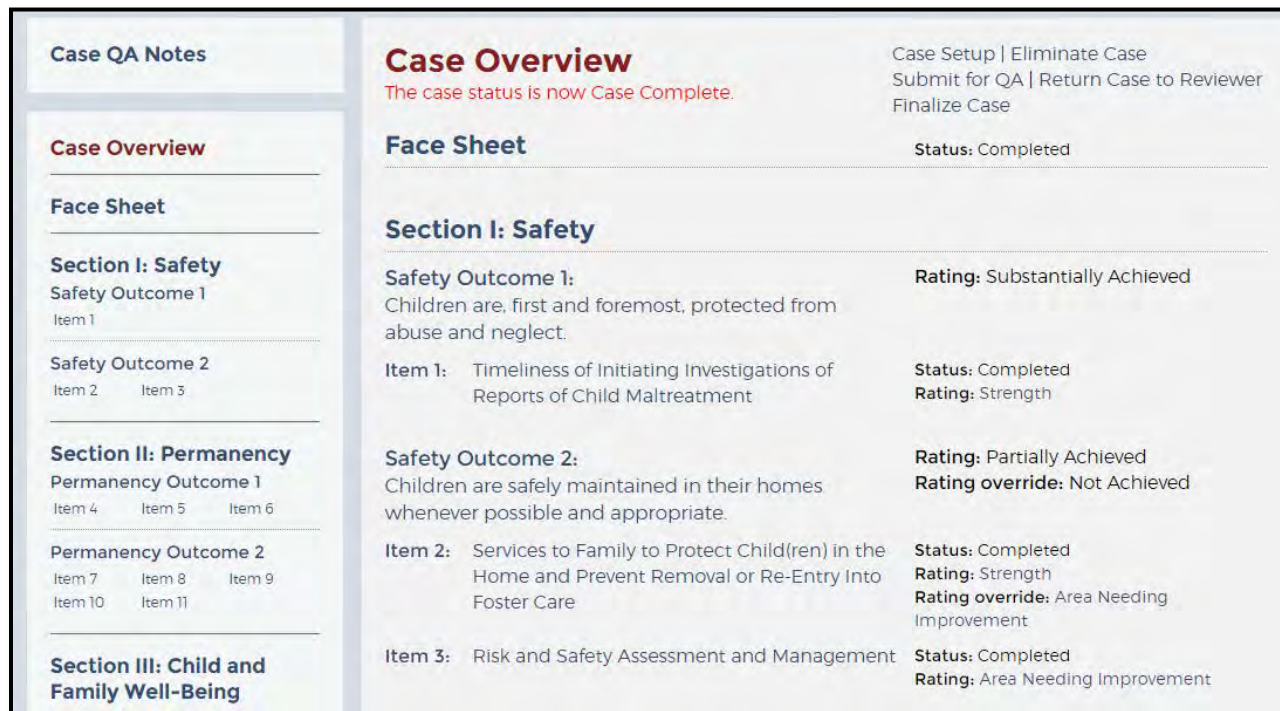 Case QA Notes
Case Overview
Face Sheet
Section I: Safety
Safety Outcome 1
Item 1
Safety Outcome 2
Item 2 Item 3
Section II: Permanency
Permanency Outcome 1
Item 4 Item 5 Item 6
Permanency Outcome 2
Item 7 Item 8 Item 9
Item 10 Item 11
Section III: Child and
Family Well-Being
Case Overview
The case status is now Case Complete.
Case Setup | Eliminate Case
Submit for QA | Return Case to Reviewer
Finalize Case
Face Sheet
Status: Completed
Section I: Safety
Safety Outcome 1:
Children are, first and foremost, protected from
abuse and neglect.
Rating: Substantially Achieved
Item 1: Timeliness of Initiating Investigations of
Reports of Child Maltreatment
Status: Completed
Rating: Strength
Safety Outcome 2:
Children are safely maintained in their homes
whenever possible and appropriate.
Rating: Partially Achieved
Rating override: Not Achieved
Item 2: Services to Family to Protect Child(ren) in the
Home and Prevent Removal or Re-Entry Into
Foster Care
Status: Completed
Rating: Strength
Rating override: Area Needing
Improvement
Item 3: Risk and Safety Assessment and Management
Status: Completed
Rating: Area Needing Improvement